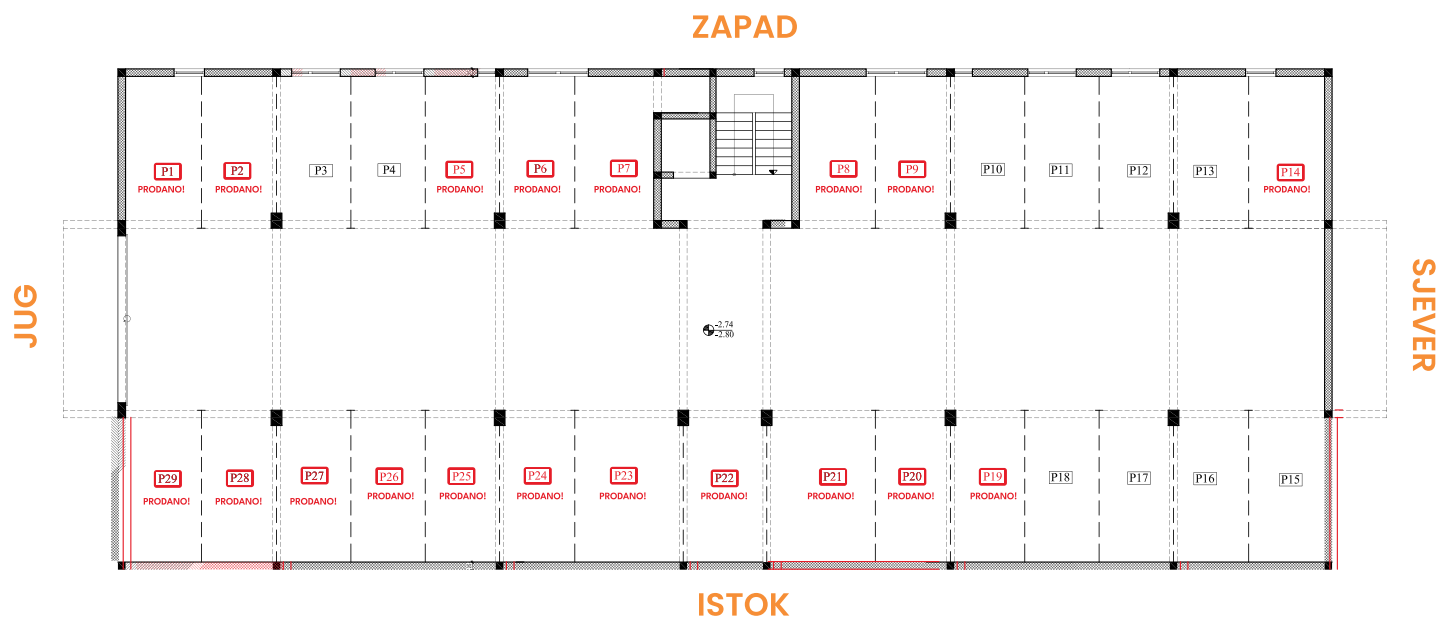 ZAPAD
P1 P2 P3 P4 P5 P6 P7 P8 P9 P10 P11 P12 P13 P14
PRODANO! PRODANO! PRODANO! PRODANO! PRODANO! PRODANO! PRODANO! PRODANO!
JUG
SJEVER
-2.74
-2.80
P29 P28 P27 P26 P25 P24 P23 P22 P21 P20 P19 P18 P17 P16 P15
PRODANO! PRODANO! PRODANO! PRODANO! PRODANO! PRODANO! PRODANO! PRODANO! PRODANO! PRODANO! PRODANO!
ISTOK